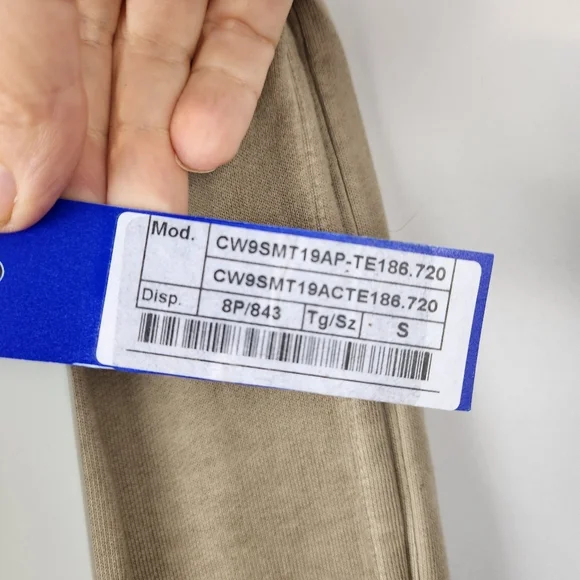 Mod.
CW9SMT19AP-TE186.720
CW9SMT19ACTE186.720
Disp.
8P/843
Tg/Sz
S